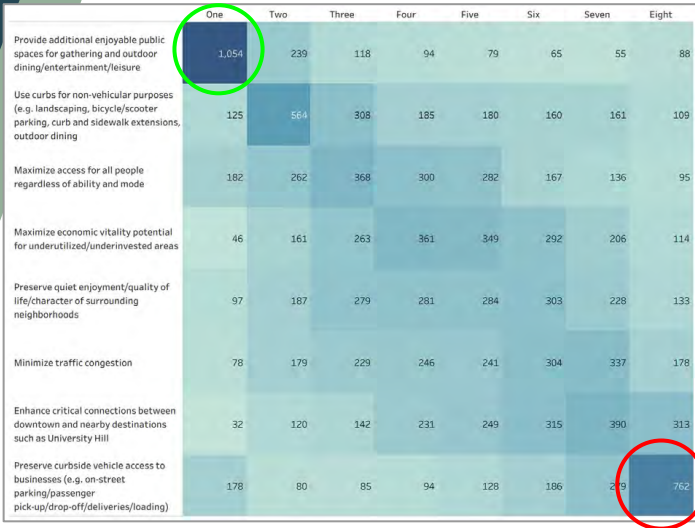 One Two Three Four Five Six Seven Eight
Provide additional enjoyable public
spaces for gathering and outdoor
dining/entertainment/leisure
1,054 239 118 94 79 65 55 88
Use curbs for non-vehicular purposes
(e.g. landscaping, bicycle/scooter
parking, curb and sidewalk extensions,
outdoor dining
125 564 308 185 180 160 161 109
Maximize access for all people
regardless of ability and mode
182 262 368 300 282 167 136 95
Maximize economic vitality potential
for underutilized/underinvested areas
46 161 263 361 349 292 206 114
Preserve quiet enjoyment/quality of
life/character of surrounding
neighborhoods
97 187 279 281 284 303 228 133
Minimize traffic congestion
78 179 229 246 241 304 337 178
Enhance critical connections between
downtown and nearby destinations
such as University Hill
32 120 142 231 249 315 390 313
Preserve curbside vehicle access to
businesses (e.g. on-street
parking/passenger
pick-up/drop-off/deliveries/loading)
178 80 85 94 128 186 762